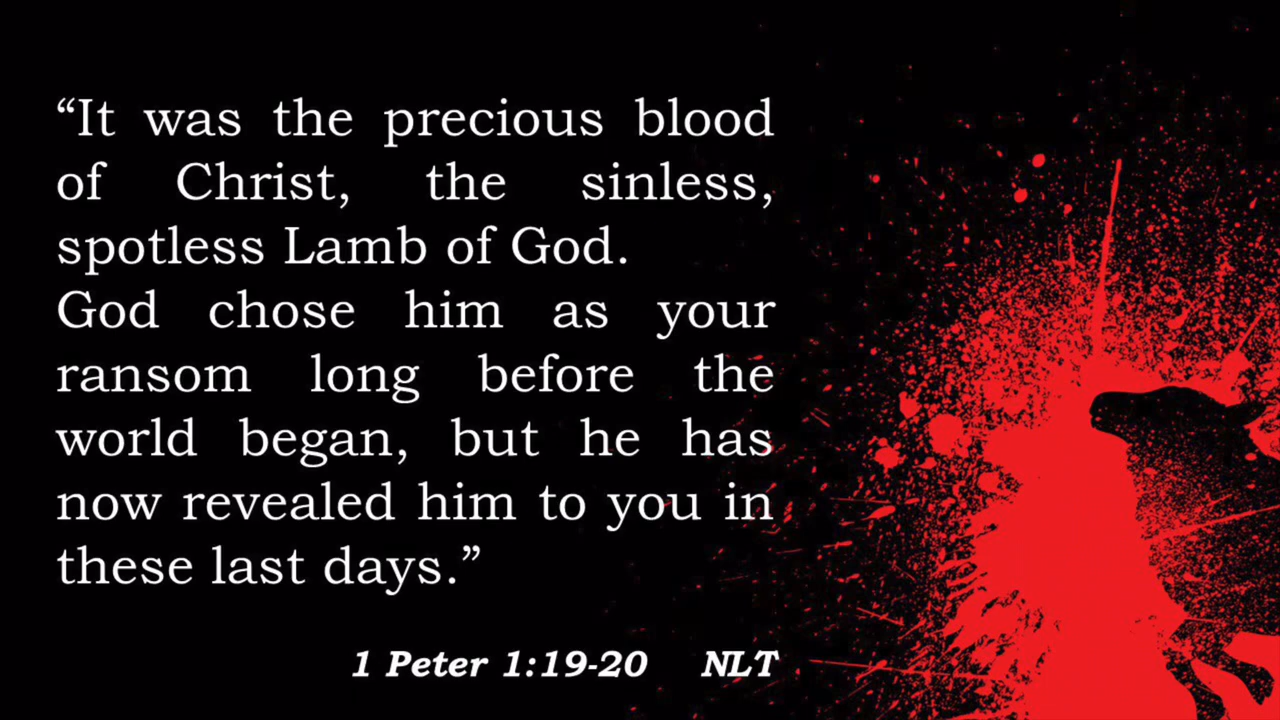 “It was the precious blood
of Christ, the sinless,
spotless Lamb of God.
God chose him as your
ransom long before the
world began, but he has
now revealed him to you in
these last days.”
1 Peter 1:19-20 NLT